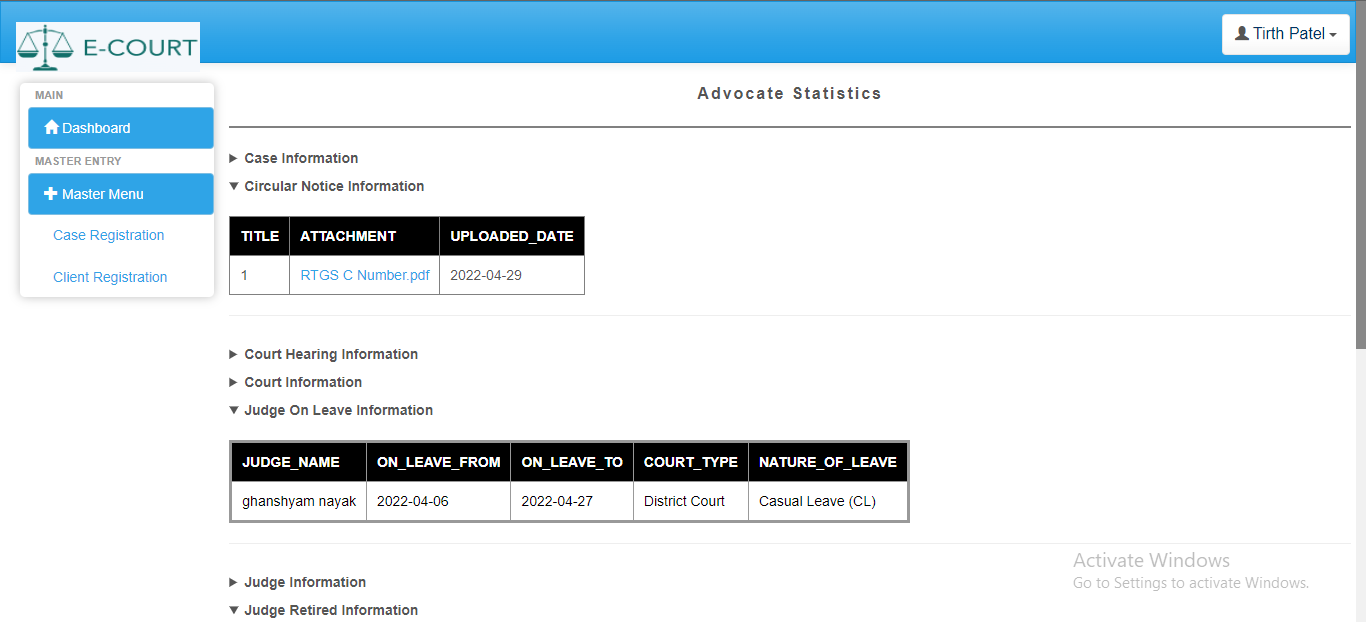 E-COURT
Tirth Patel
MAIN
Dashboard
MASTER ENTRY
Master Menu
Case Registration
Client Registration
Advocate Statistics
Case Information
Circular Notice Information
TITLE ATTACHMENT UPLOADED_DATE
1 RTGS C Number.pdf 2022-04-29
Court Hearing Information
Court Information
Judge On Leave Information
JUDGE_NAME ON_LEAVE_FROM ON_LEAVE_TO COURT_TYPE NATURE_OF_LEAVE
ghanshyam nayak 2022-04-06 2022-04-27 District Court Casual Leave (CL)
Judge Information
Judge Retired Information
Activate Windows
Go to Settings to activate Windows.